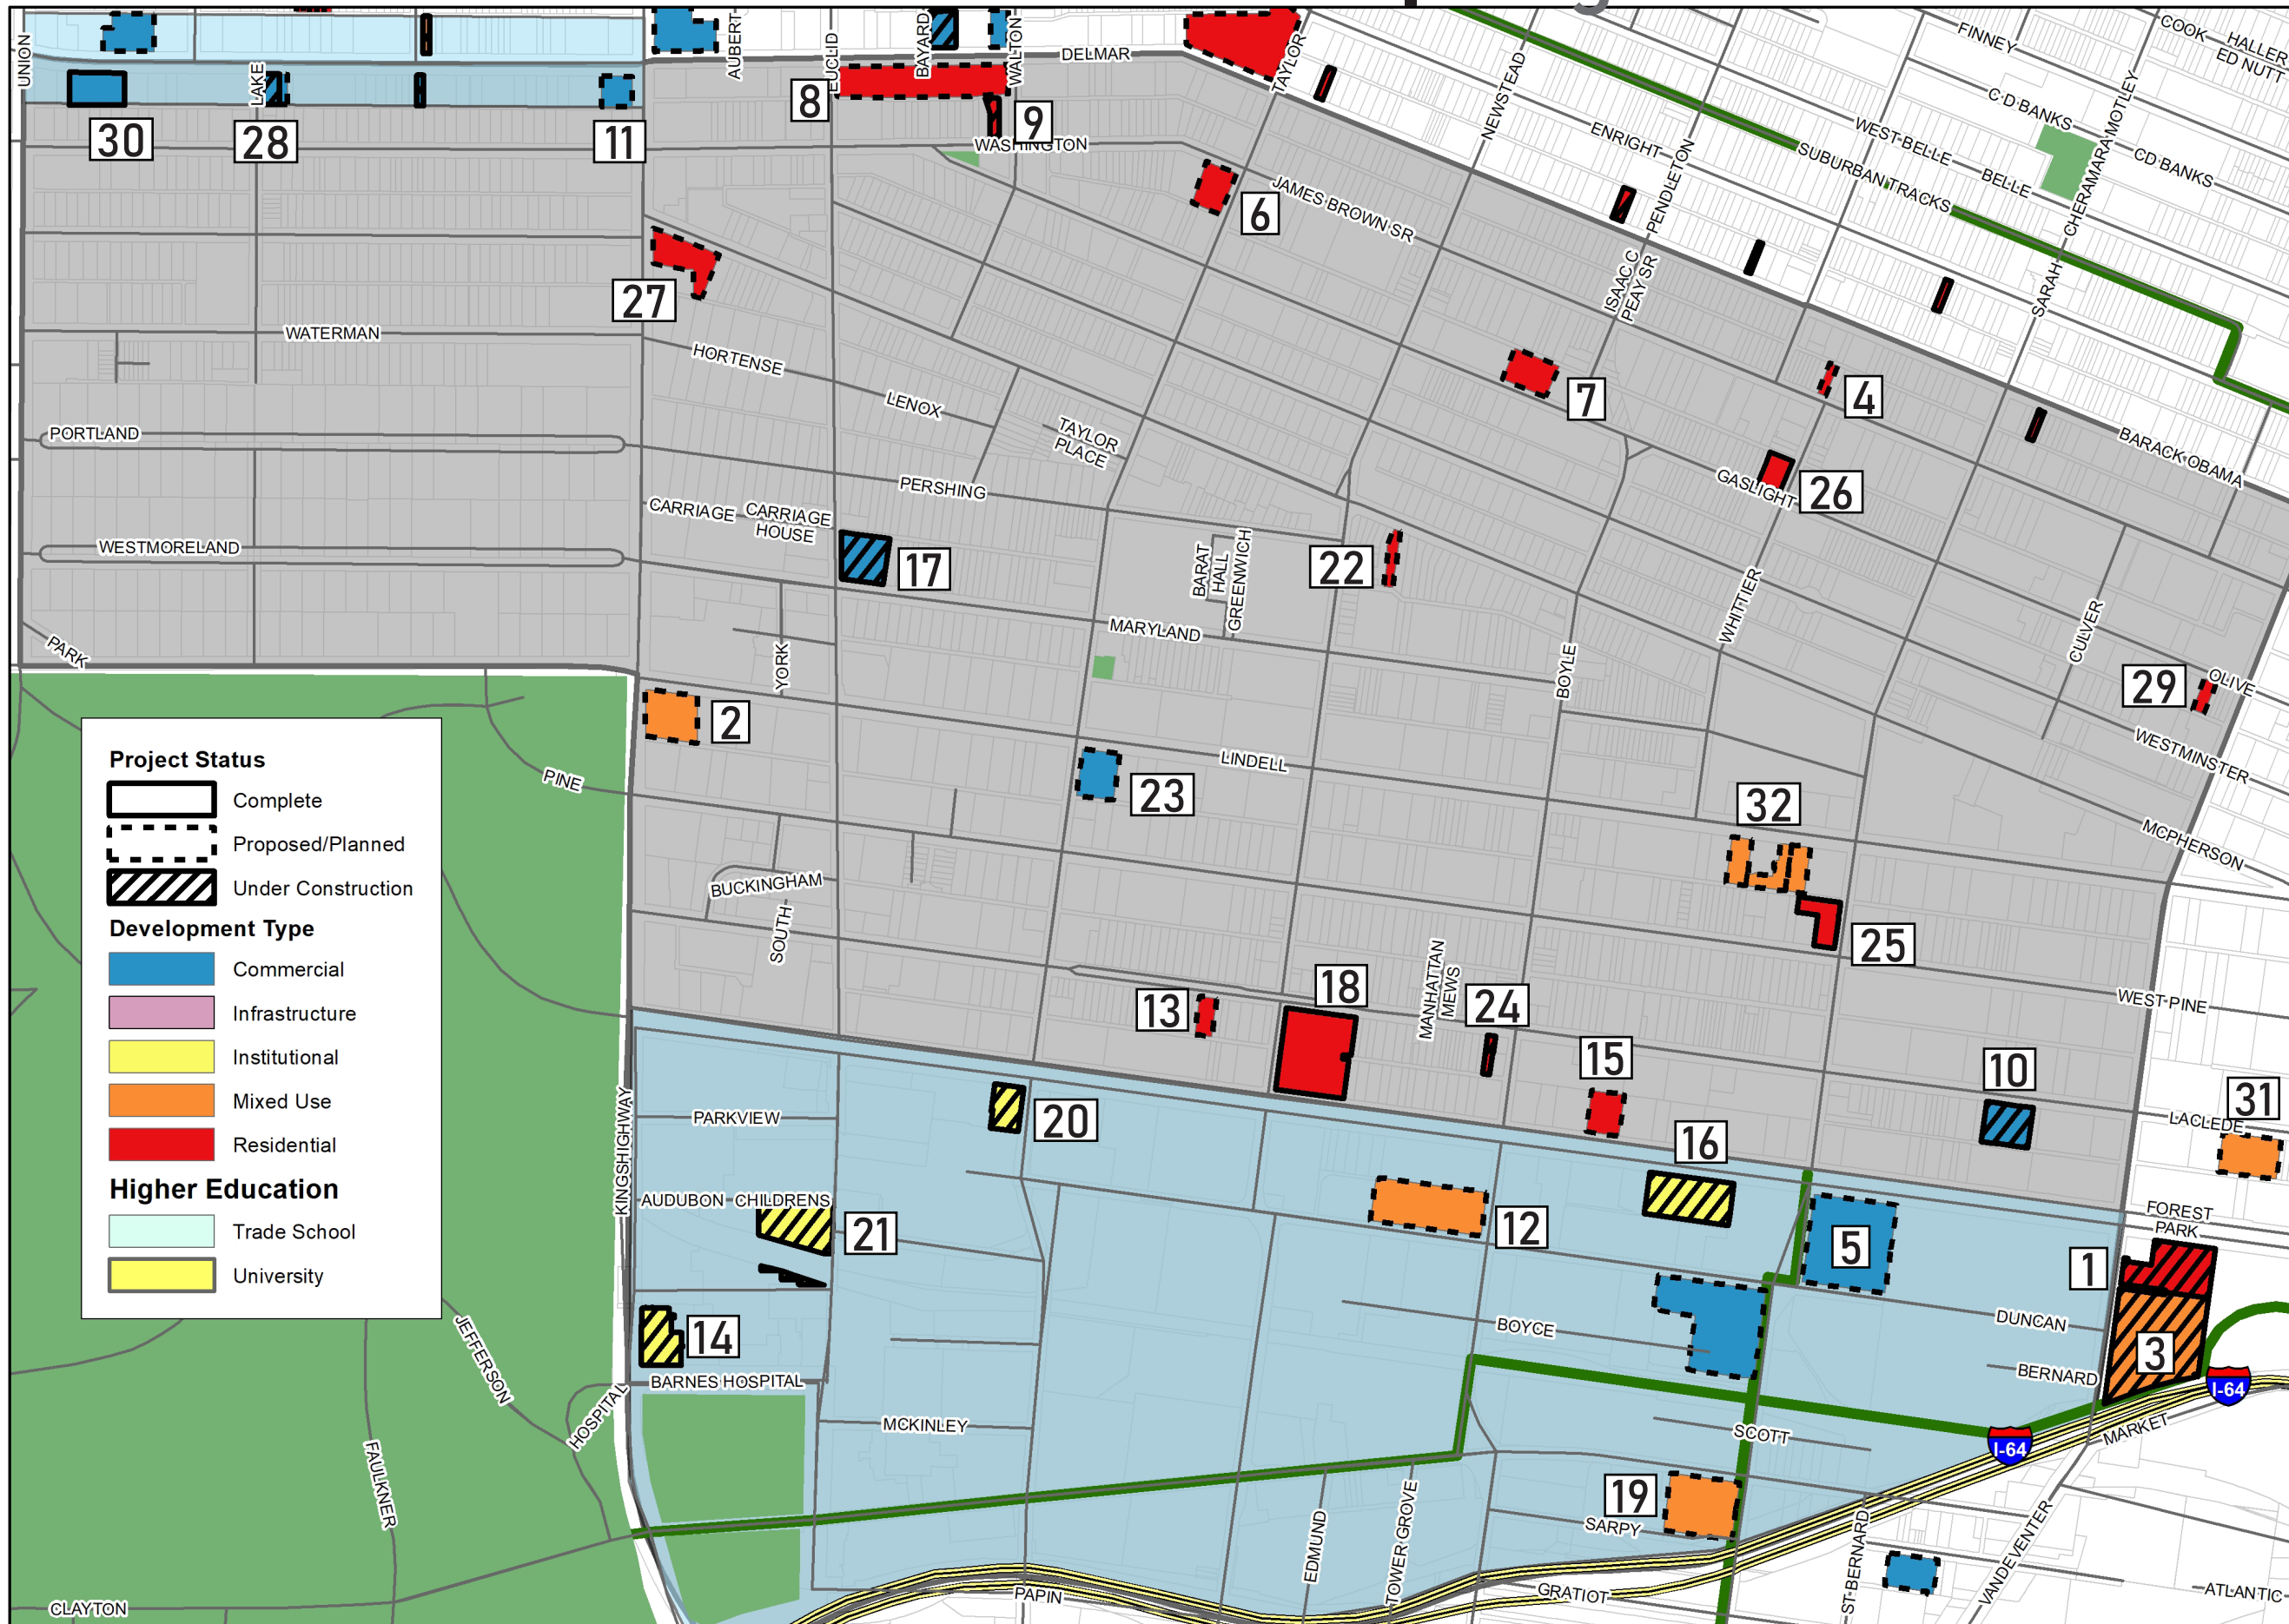 UNION
LAKE
AUBERT
EUCLID
BAYARD
WALTON
DELMAR
TAYLOR
NEWSTEAD
FINNEY
COOK
HALLER
ED NUTT
C D BANKS
CHERAMARAMOTLEY
WEST-BELLE
BELLE
CD BANKS
ENRIGHT
SUBURBAN TRACKS
PENDLETON
30
28
11
8
9
WASHINGTON
6
JAMES BROWN SR
ISAAC C
PEAY SR
SARAH
27
WATERMAN
HORTENSE
LENOX
TAYLOR
PLACE
7
4
BARACK OBAMA
PORTLAND
PERSHING
GASLIGHT
26
CARRIAGE
CARRIAGE
HOUSE
WESTMORELAND
17
BARAT
HALL
GREENWICH
22
WHITTIER
CULVER
PARK
YORK
MARYLAND
BOYLE
29
OLIVE
2
WESTMINSTER
LINDELL
PINE
23
32
MCPHERSON
Project Status
Complete
Proposed/Planned
Under Construction
Development Type
Commercial
Infrastructure
Institutional
Mixed Use
Residential
Higher Education
Trade School
University
BUCKINGHAM
SOUTH
25
MANHATTAN
MEWS
WEST-PINE
13
18
24
15
10
31
LACLEDE
KINGSHIGHWAY
PARKVIEW
20
16
AUDUBON
CHILDRENS
21
12
5
FOREST
PARK
1
14
BOYCE
DUNCAN
3
BERNARD
I-64
JEFFERSON
BARNES HOSPITAL
HOSPITAL
MCKINLEY
SCOTT
I-64
MARKET
FAULKNER
19
SARPY
EDMUND
TOWER GROVE
ST-BERNARD
VANDEVENTER
CLAYTON
PAPIN
GRATIOT
ATLANTIC